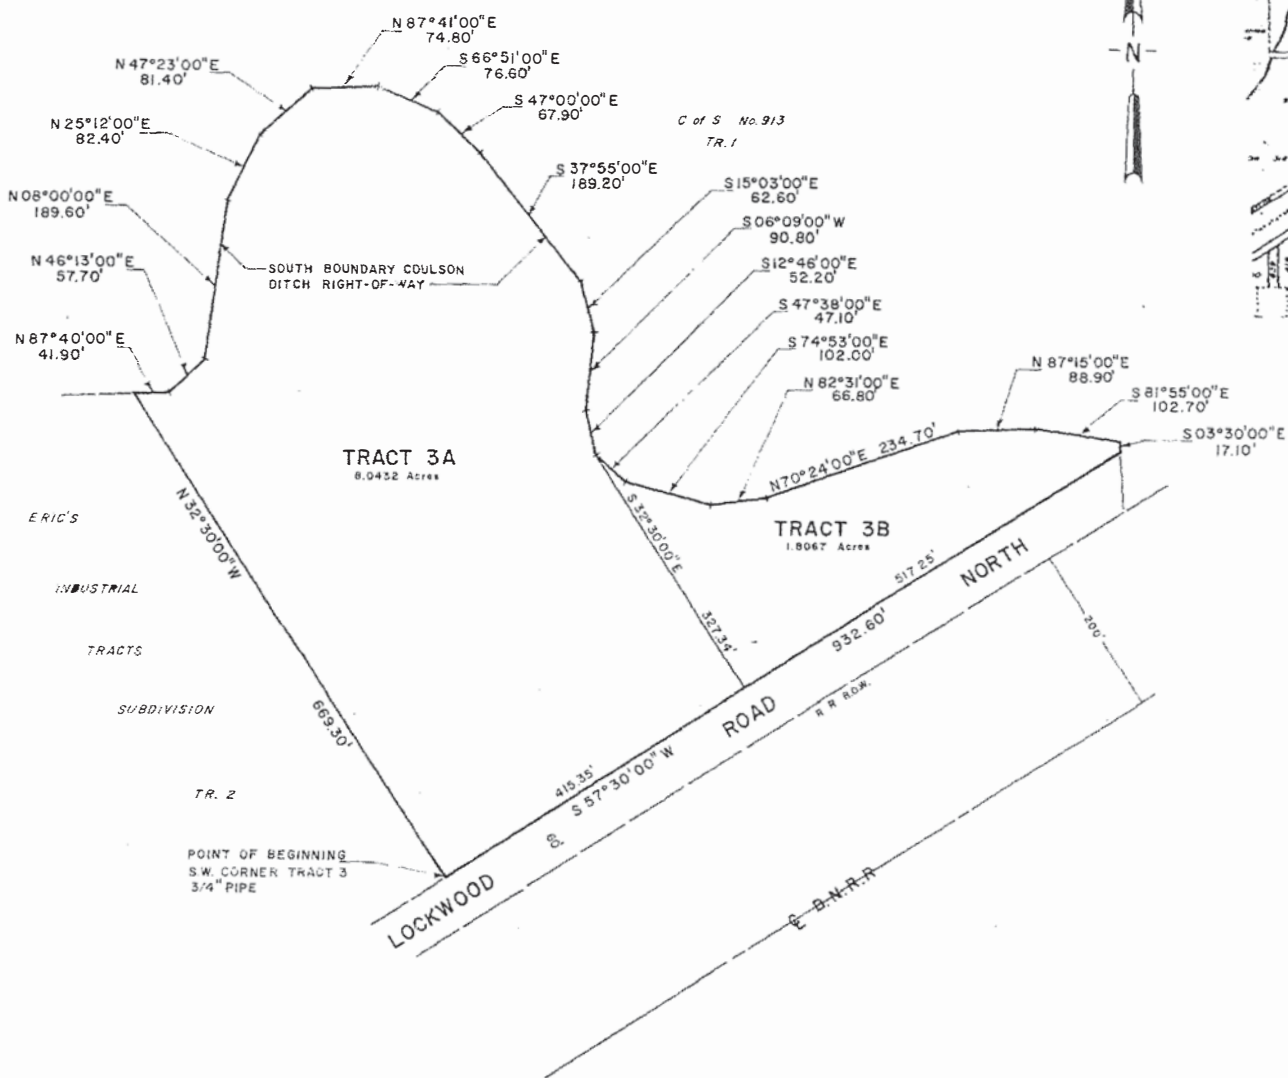 N 87°41'00"E
74.80'
S 66°51'00"E
76.60'
N 47°23'00"E
81.40'
S 47°00'00"E
67.90'
N 25°12'00"E
82.40'
C of S No. 913
TR. 1
S 37°55'00"E
189.20'
N 08°00'00"E
189.60'
S 15°03'00"E
62.60'
S 06°09'00"W
90.80'
N 46°13'00"E
57.70'
SOUTH BOUNDARY COULSON
DITCH RIGHT-OF-WAY
S 12°46'00"E
52.20'
S 47°38'00"E
47.10'
N 87°40'00"E
41.90'
S 74°53'00"E
102.00'
N 82°31'00"E
66.80'
N 87°15'00"E
88.90'
S 81°55'00"E
102.70'
S 03°30'00"E
17.10'
N70°24'00"E 234.70'
TRACT 3A
8.0432 Acres
TRACT 3B
1.8067 Acres
N 32°30'00"W
669.30'
S 32°30'00"E
327.34'
517.25'
932.60'
415.35'
S 57°30'00"W
60'
LOCKWOOD ROAD NORTH
R R R.O.W.
200'
℄ B.N.R.R
ERIC'S
INDUSTRIAL
TRACTS
SUBDIVISION
TR. 2
POINT OF BEGINNING
S.W. CORNER TRACT 3
3/4" PIPE
-N-